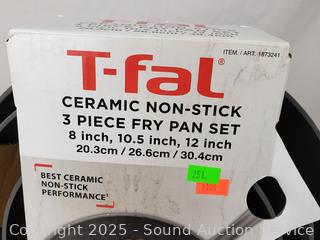 ITEM. / ART. 1873241
T-fal
CERAMIC NON-STICK
3 PIECE FRY PAN SET
8 inch, 10.5 inch, 12 inch
20.3cm / 26.6cm / 30.4cm
BEST CERAMIC
NON-STICK
PERFORMANCE*
251.
Copyright 2025 - Sound Auction Service